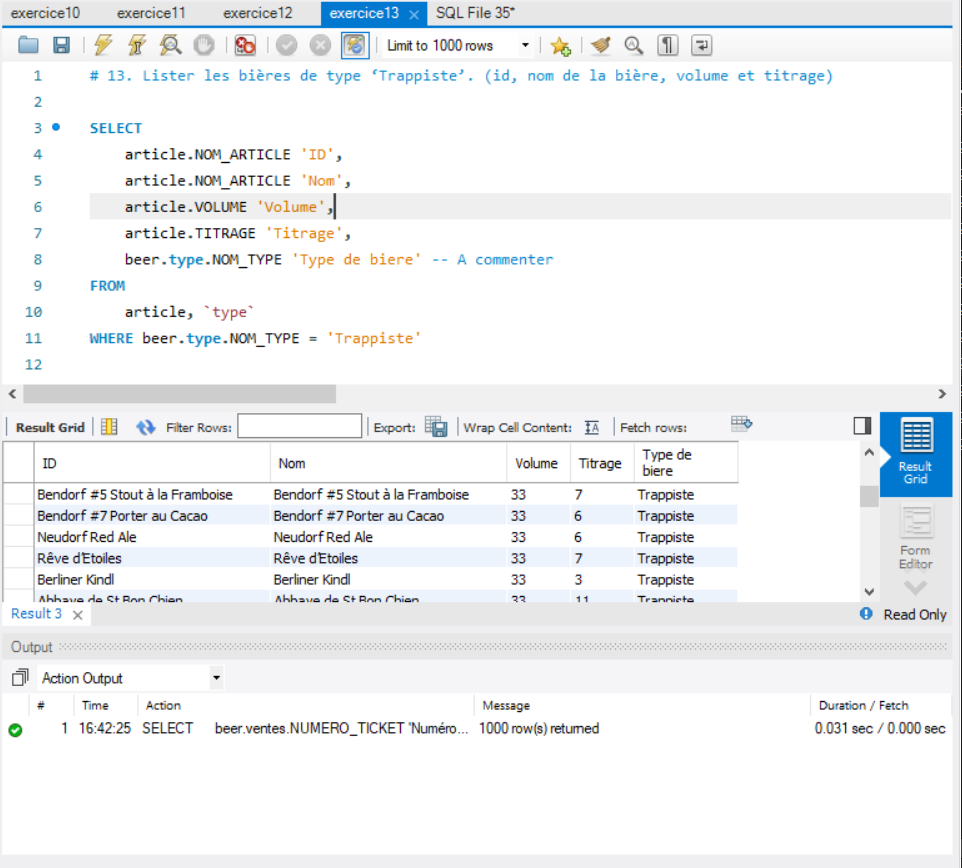 exercice10 exercice11 exercice12 exercice13 × SQL File 35*
Limit to 1000 rows
1 # 13. Lister les bières de type ‘Trappiste’. (id, nom de la bière, volume et titrage)
2
3 SELECT
4 article.NOM_ARTICLE 'ID',
5 article.NOM_ARTICLE 'Nom',
6 article.VOLUME 'Volume',
7 article.TITRAGE 'Titrage',
8 beer.type.NOM_TYPE 'Type de biere' -- A commenter
9 FROM
10 article, `type`
11 WHERE beer.type.NOM_TYPE = 'Trappiste'
12
Result Grid Filter Rows: Export: Wrap Cell Content: Fetch rows:
ID Nom Volume Titrage Type de
biere
Bendorf #5 Stout à la Framboise Bendorf #5 Stout à la Framboise 33 7 Trappiste
Bendorf #7 Porter au Cacao Bendorf #7 Porter au Cacao 33 6 Trappiste
Neudorf Red Ale Neudorf Red Ale 33 6 Trappiste
Rêve d'Etoiles Rêve d'Etoiles 33 7 Trappiste
Berliner Kindl Berliner Kindl 33 3 Trappiste
Abbaye de St Bon Chien Abbaye de St Bon Chien 33 11 Trappiste
Result
Grid
Form
Editor
Result 3 × Read Only
Output
Action Output
# Time Action Message Duration / Fetch
1 16:42:25 SELECT beer.ventes.NUMERO_TICKET 'Numéro... 1000 row(s) returned 0.031 sec / 0.000 sec